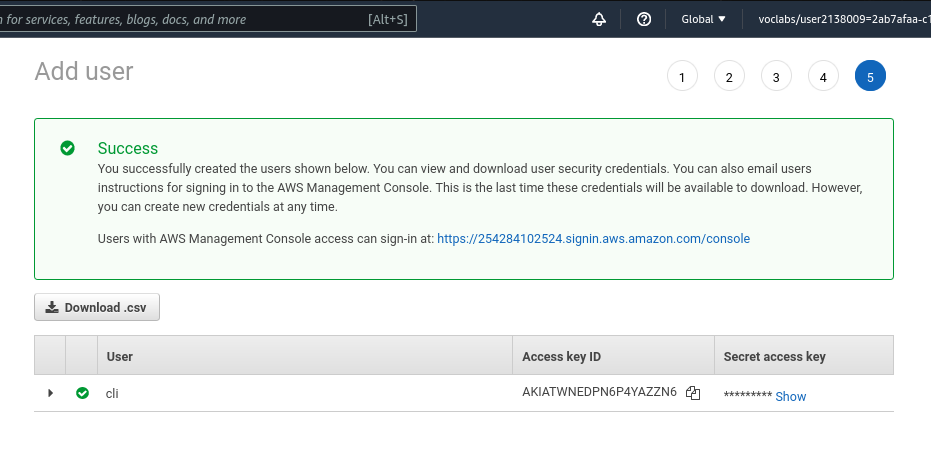 n for services, features, blogs, docs, and more [Alt+S] Global voclabs/user2138009=2ab7afaa-c1
Add user 1 2 3 4 5
Success
You successfully created the users shown below. You can view and download user security credentials. You can also email users
instructions for signing in to the AWS Management Console. This is the last time these credentials will be available to download. However,
you can create new credentials at any time.
Users with AWS Management Console access can sign-in at: https://254284102524.signin.aws.amazon.com/console
Download .csv
User Access key ID Secret access key
cli AKIATWNEDPN6P4YAZZN6 ********* Show